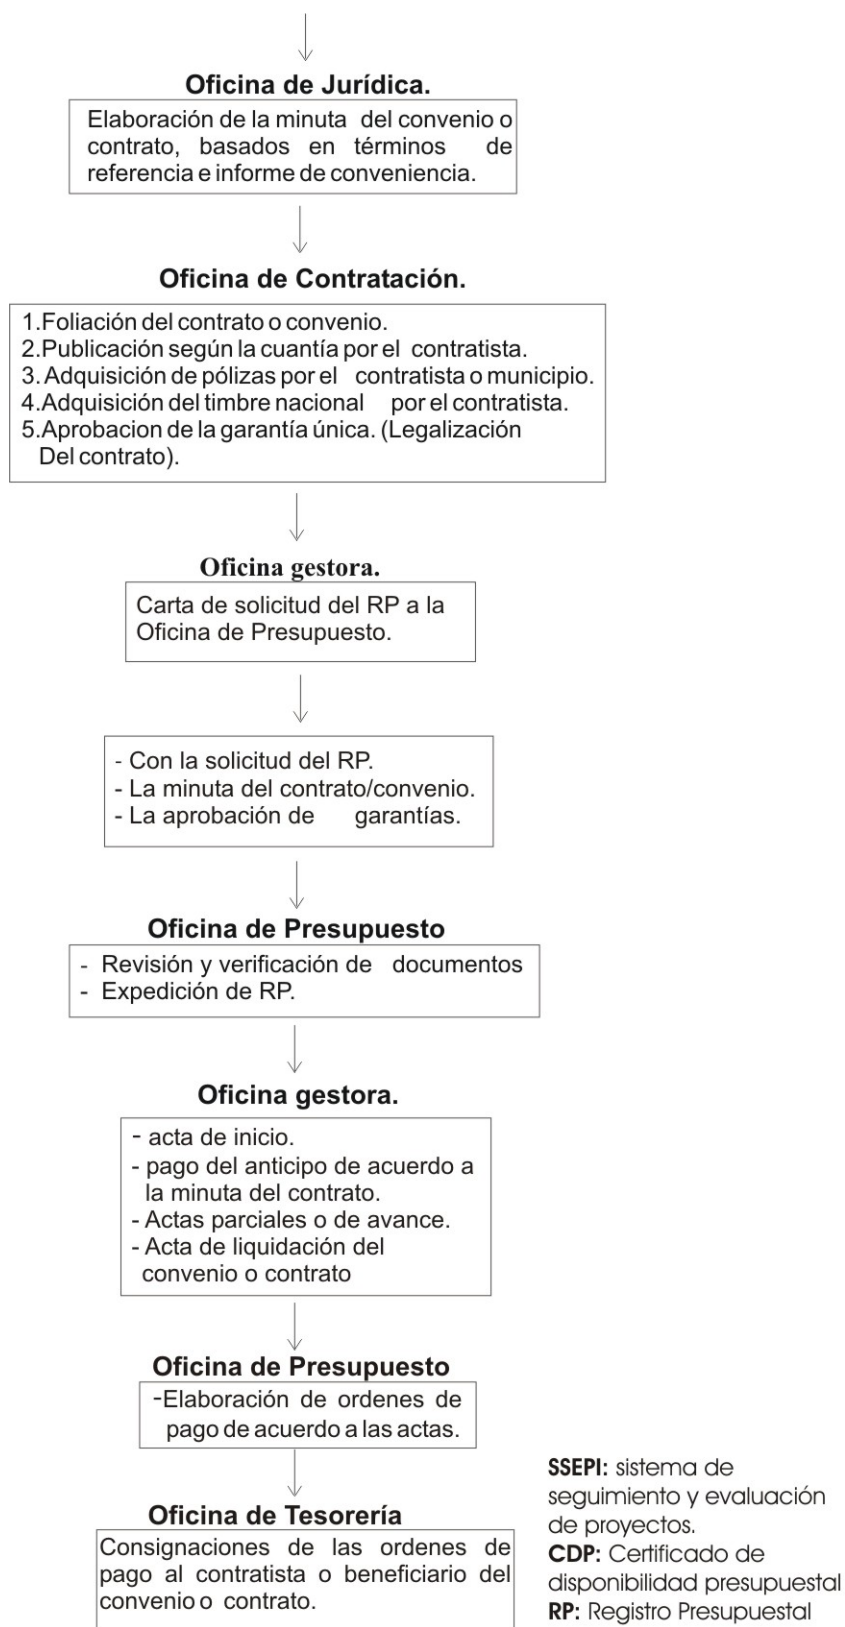 Oficina de Jurídica.
Elaboración de la minuta del convenio o
contrato, basados en términos de
referencia e informe de conveniencia.
Oficina de Contratación.
1.Foliación del contrato o convenio.
2.Publicación según la cuantía por el contratista.
3. Adquisición de pólizas por el contratista o municipio.
4.Adquisición del timbre nacional por el contratista.
5.Aprobacion de la garantía única. (Legalización
Del contrato).
Oficina gestora.
Carta de solicitud del RP a la
Oficina de Presupuesto.
- Con la solicitud del RP.
- La minuta del contrato/convenio.
- La aprobación de garantías.
Oficina de Presupuesto
- Revisión y verificación de documentos
- Expedición de RP.
Oficina gestora.
- acta de inicio.
- pago del anticipo de acuerdo a
la minuta del contrato.
- Actas parciales o de avance.
- Acta de liquidación del
convenio o contrato
Oficina de Presupuesto
-Elaboración de ordenes de
pago de acuerdo a las actas.
Oficina de Tesorería
Consignaciones de las ordenes de
pago al contratista o beneficiario del
convenio o contrato.
SSEPI: sistema de
seguimiento y evaluación
de proyectos.
CDP: Certificado de
disponibilidad presupuestal
RP: Registro Presupuestal